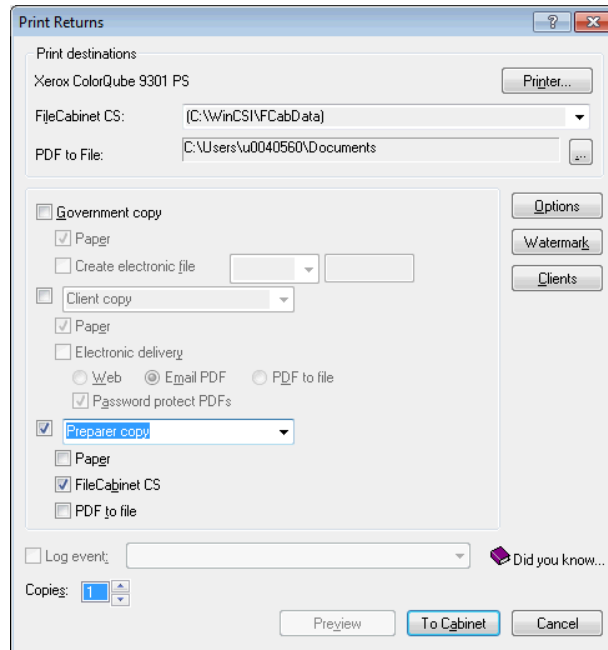 Print Returns
Print destinations
Xerox ColorQube 9301 PS
Printer...
FileCabinet CS:
(C:\WinCSI\FCabData)
PDF to File:
C:\Users\u0040560\Documents
...
Government copy
Options
Paper
Watermark
Create electronic file
Clients
Client copy
Paper
Electronic delivery
Web
Email PDF
PDF to file
Password protect PDFs
Preparer copy
Paper
FileCabinet CS
PDF to file
Log event:
Did you know...
Copies:
1
Preview
To Cabinet
Cancel